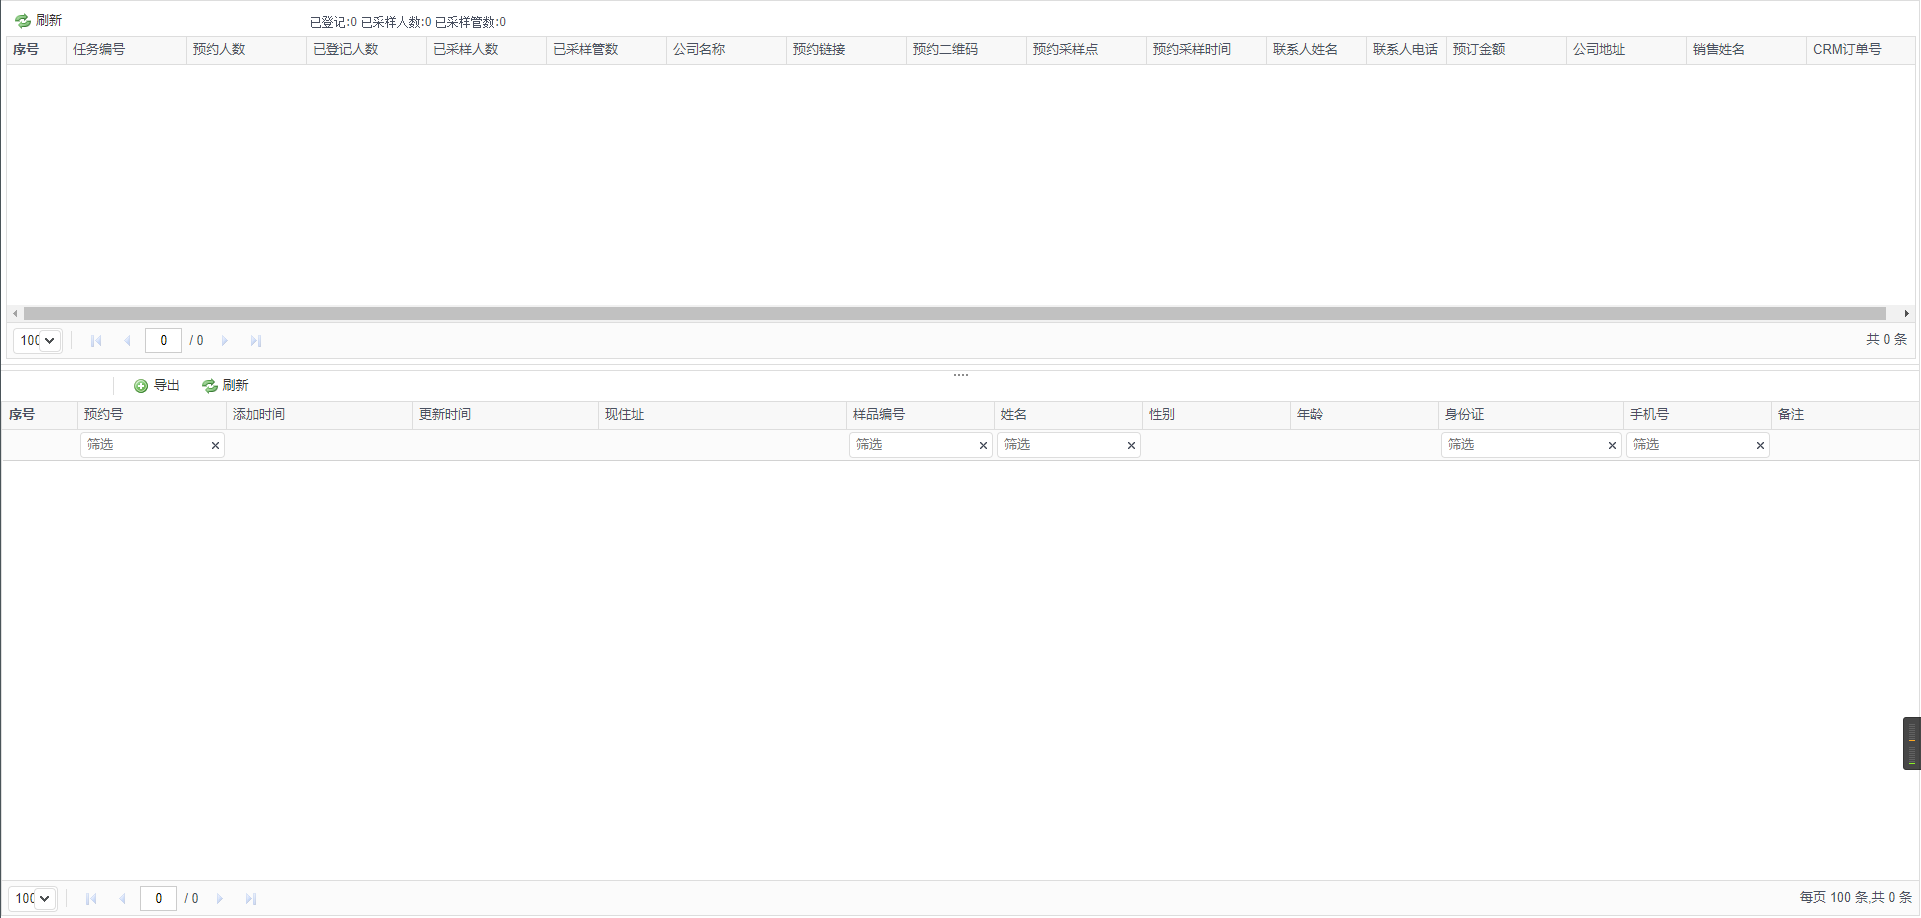 刷新 已登记:0 已采样人数:0 已采样管数:0
序号 任务编号 预约人数 已登记人数 已采样人数 已采样管数 公司名称 预约链接 预约二维码 预约采样点 预约采样时间 联系人姓名 联系人电话 预订金额 公司地址 销售姓名 CRM订单号
100 0 / 0 共 0 条
导出 刷新
序号 预约号 添加时间 更新时间 现住址 样品编号 姓名 性别 年龄 身份证 手机号 备注
筛选 筛选 筛选 筛选 筛选
100 0 / 0 每页 100 条,共 0 条